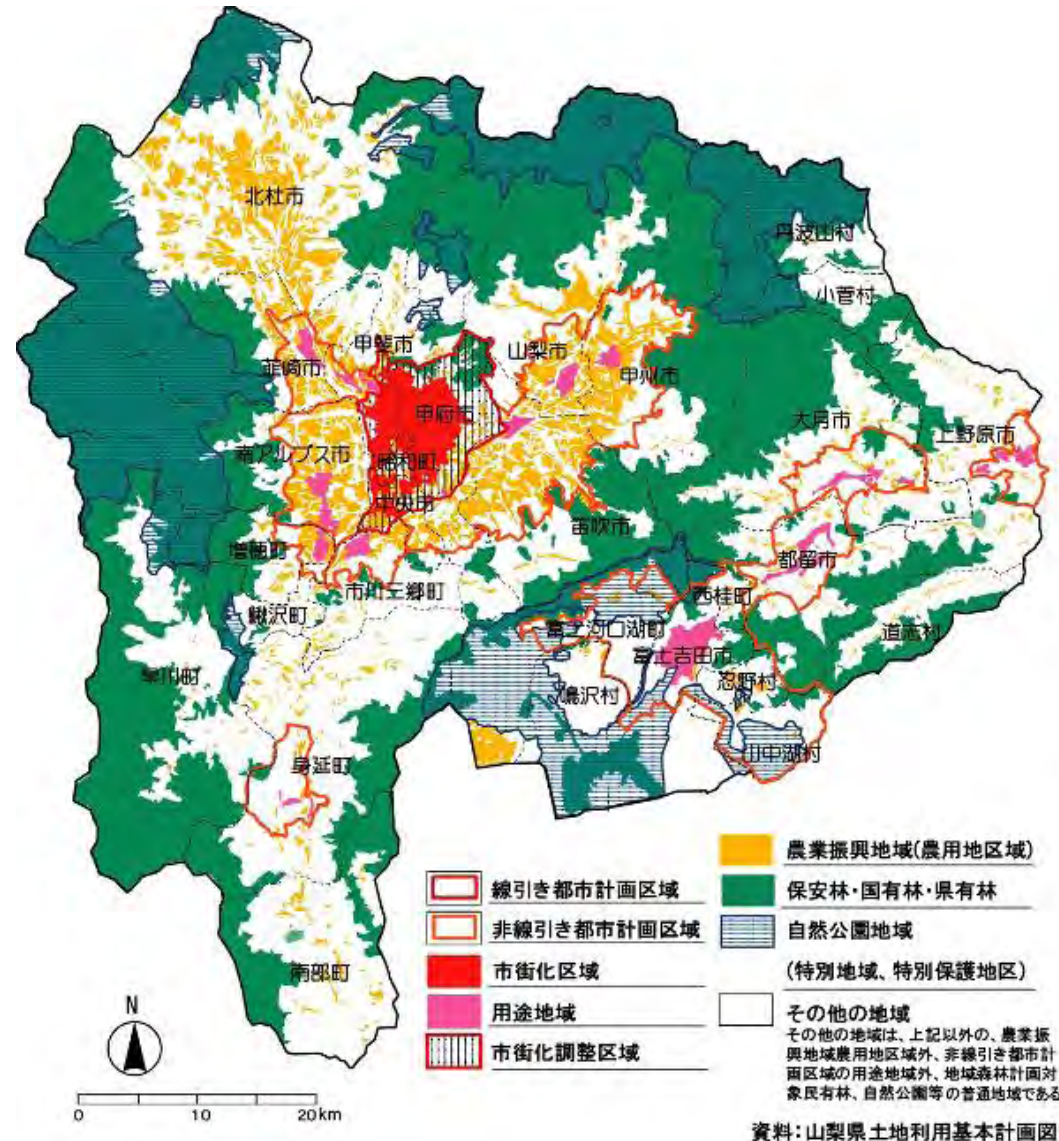 北杜市
丹波山村
小菅村
甲斐市
山梨市
韮崎市
甲州市
甲府市
大月市
上野原市
南アルプス市
昭和町
中央市
笛吹市
増穂町
都留市
市川三郷町
西桂町
鰍沢町
富士河口湖町
道志村
富士吉田市
早川町
忍野村
鳴沢村
山中湖村
身延町
南部町
線引き都市計画区域
非線引き都市計画区域
市街化区域
用途地域
市街化調整区域
農業振興地域(農用地区域)
保安林・国有林・県有林
自然公園地域
(特別地域、特別保護地区)
その他の地域
その他の地域は、上記以外の、農業振
興地域農用地区域外、非線引き都市計
画区域の用途地域外、地域森林計画対
象民有林、自然公園等の普通地域である
N
0 10 20km
資料：山梨県土地利用基本計画図